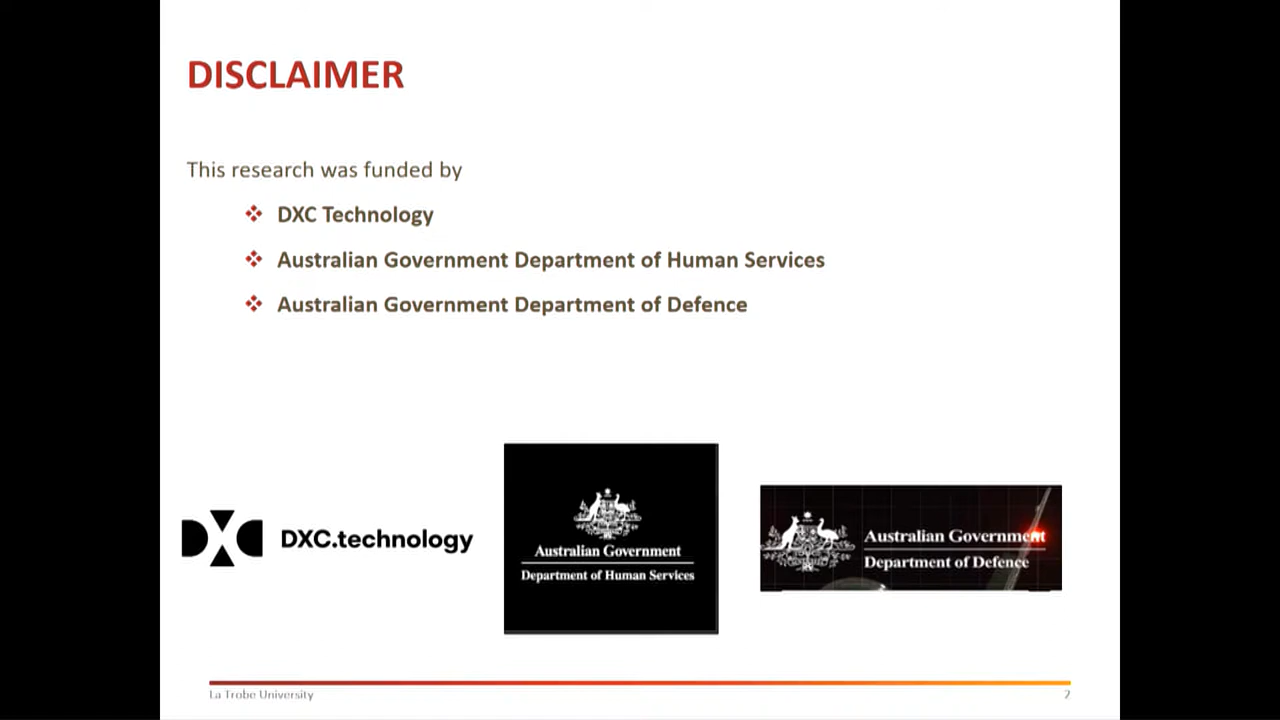 DISCLAIMER
This research was funded by
DXC Technology
Australian Government Department of Human Services
Australian Government Department of Defence
DXC.technology
Australian Government
Department of Human Services
Australian Government
Department of Defence
La Trobe University
2